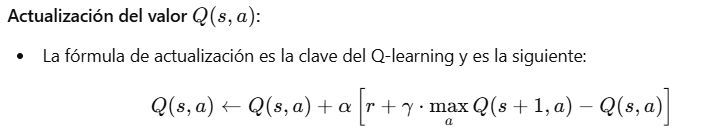 Actualización del valor Q(s, a):
• La fórmula de actualización es la clave del Q-learning y es la siguiente:
Q(s, a) ← Q(s, a) + α [r + γ · max_a Q(s + 1, a) − Q(s, a)]